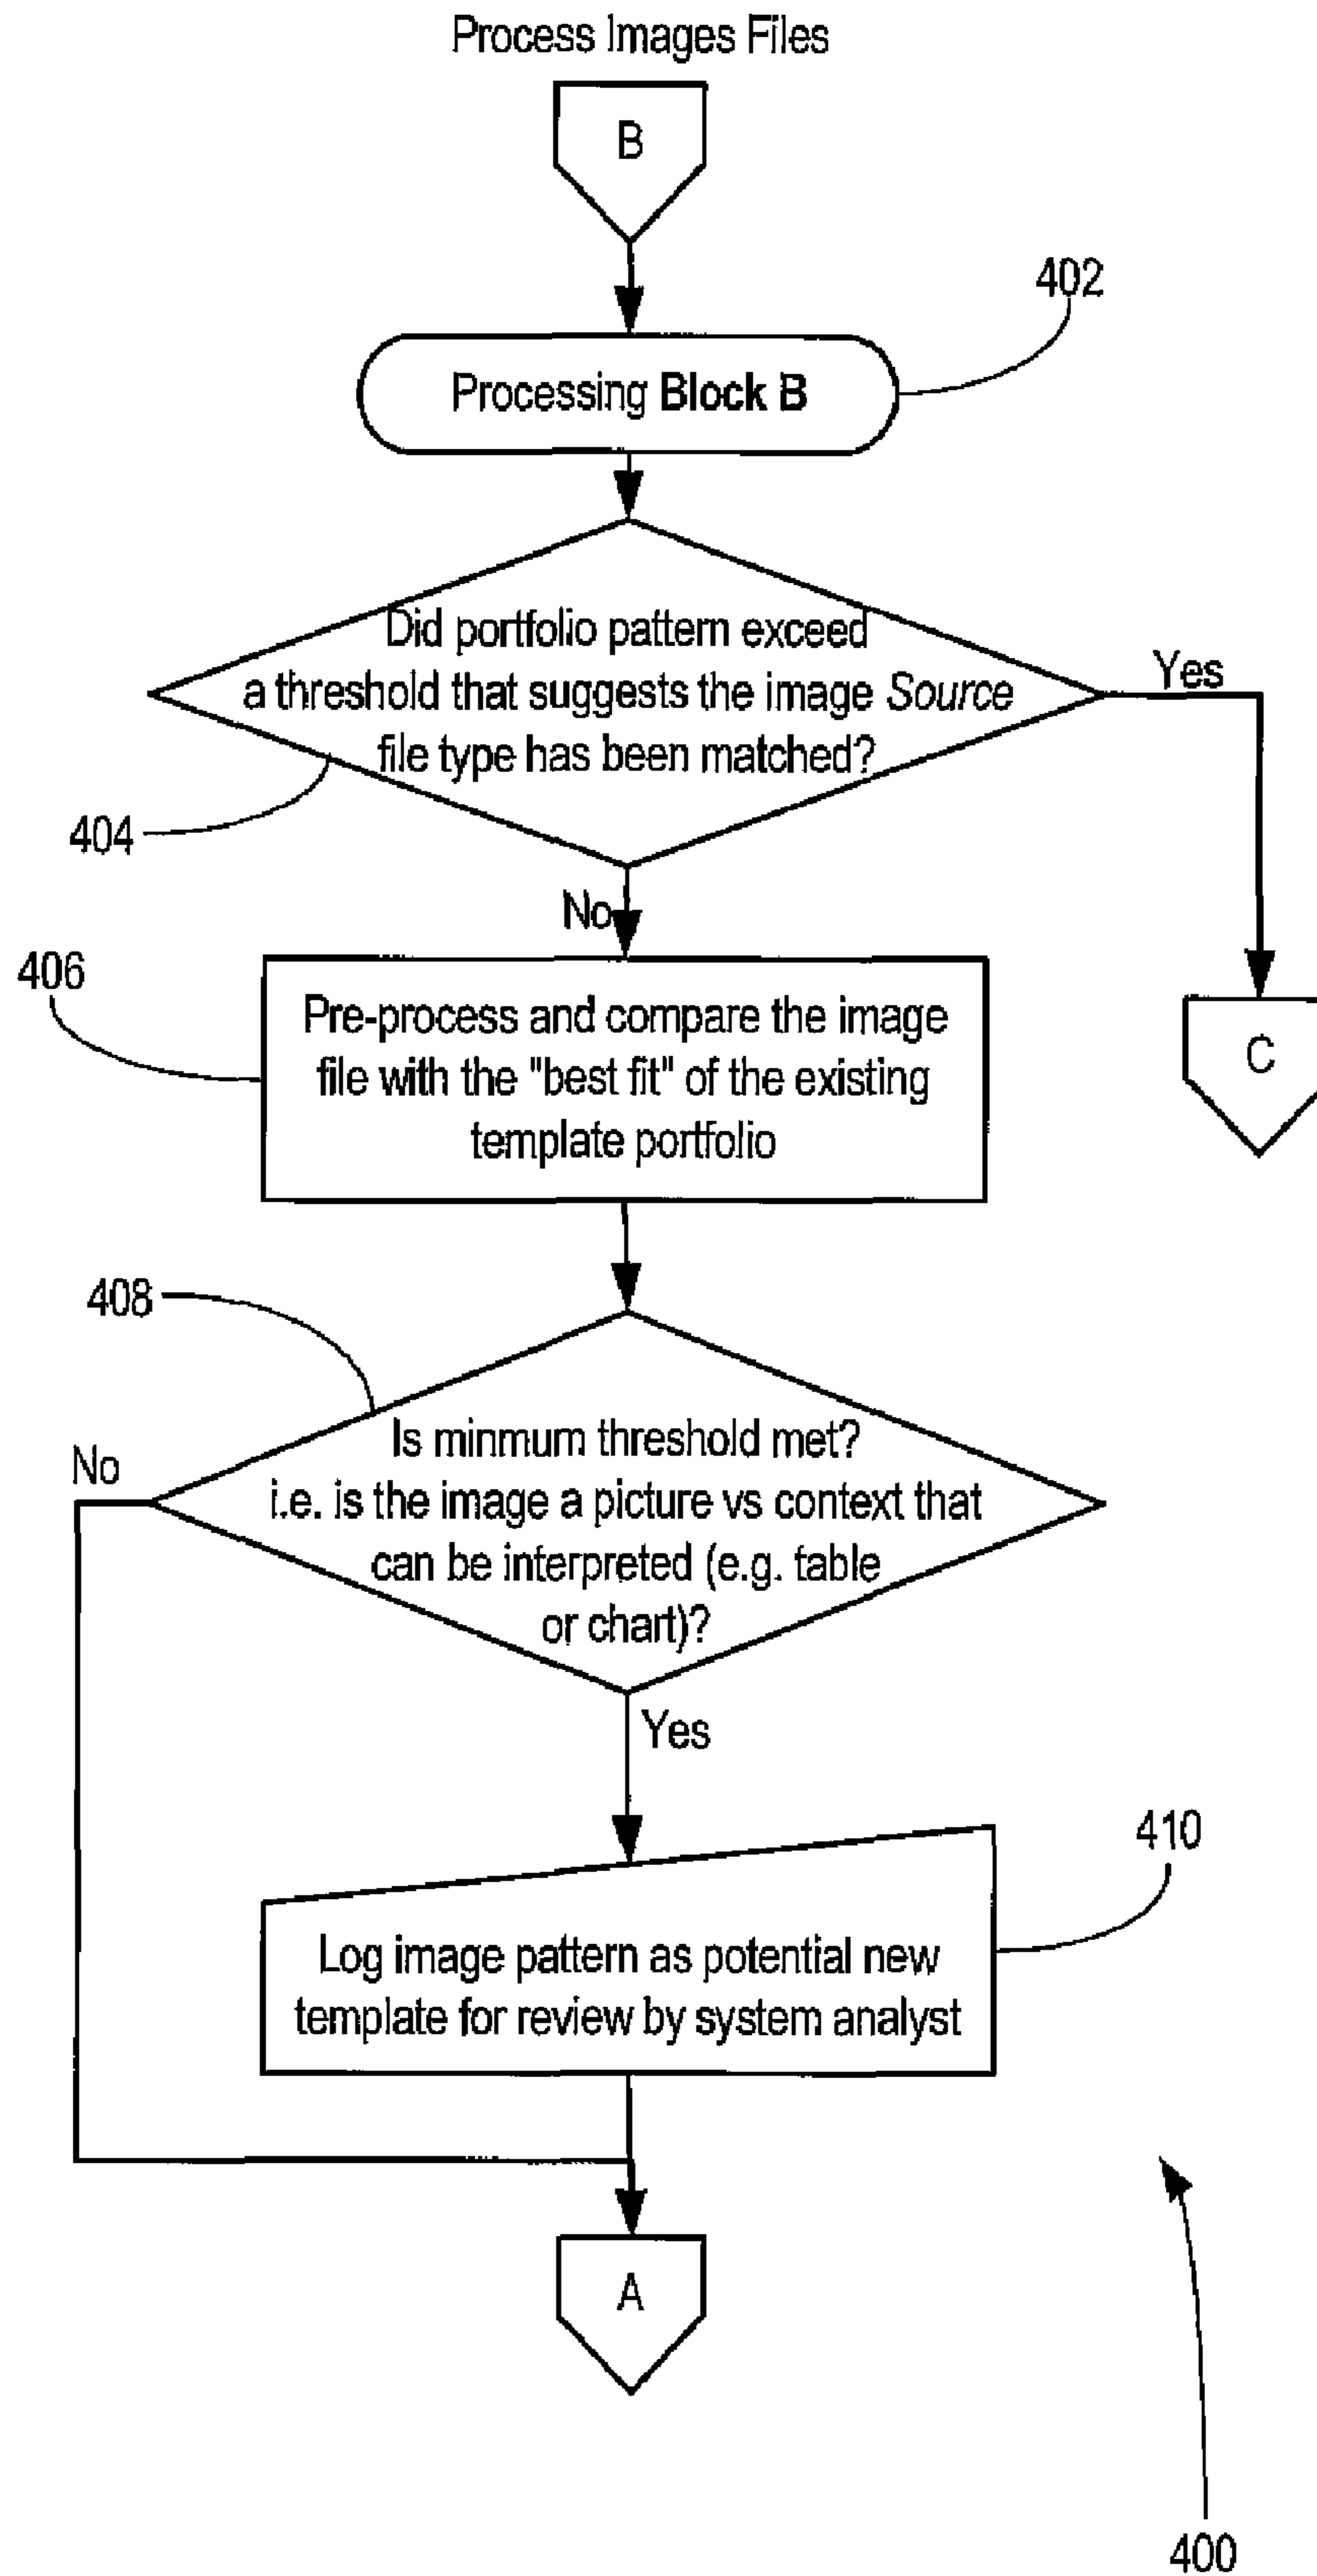 Process Images Files
B
402
Processing Block B
Did portfolio pattern exceed
a threshold that suggests the image Source
file type has been matched?
Yes
404
No
406
Pre-process and compare the image
file with the "best fit" of the existing
template portfolio
C
408
Is minmum threshold met?
No
i.e. is the image a picture vs context that
can be interpreted (e.g. table
or chart)?
Yes
410
Log image pattern as potential new
template for review by system analyst
A
400